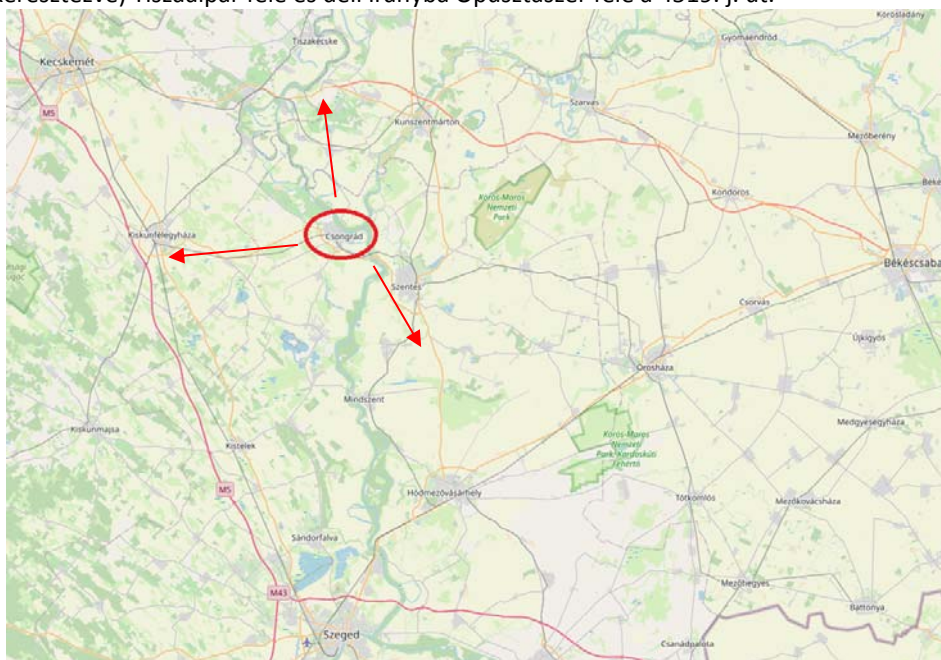 Körösladány
Tiszakécske
Gyomaendrőd
Kecskemét
M5
Szarvas
Kunszentmárton
Mezőberény
Kondoros
Körös-Maros
Nemzeti
Park
Kiskunfélegyháza
Csongrád
Békéscsaba
Szentes
Csorvás
Újkígyós
Orosháza
Mindszent
Kiskunmajsa
Medgyesegyháza
Kistelek
Körös-Maros
Nemzeti
Park-Kardoskúti
Fehértó
M5
Hódmezővásárhely
Tótkomlós
Mezőkovácsháza
Sándorfalva
Mezőhegyes
M43
Battonya
Szeged
Csanádpalota